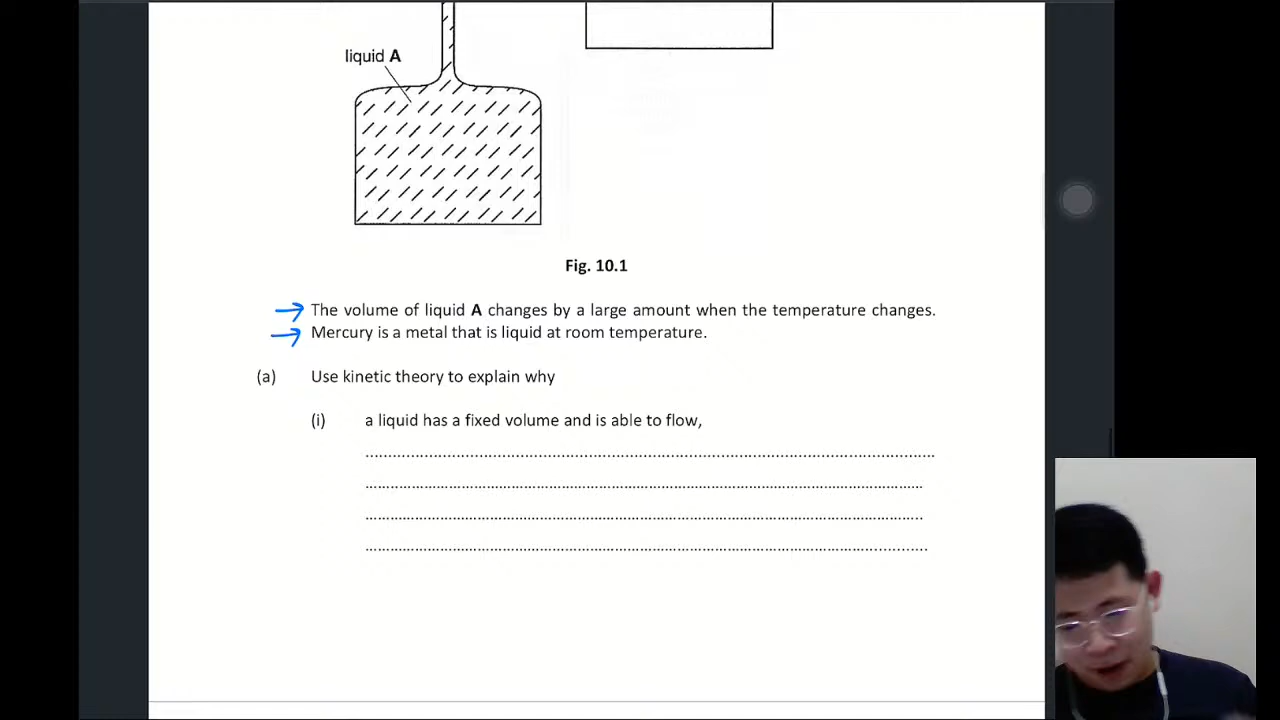 liquid A
Fig. 10.1
The volume of liquid A changes by a large amount when the temperature changes.
Mercury is a metal that is liquid at room temperature.
(a) Use kinetic theory to explain why
(i) a liquid has a fixed volume and is able to flow,